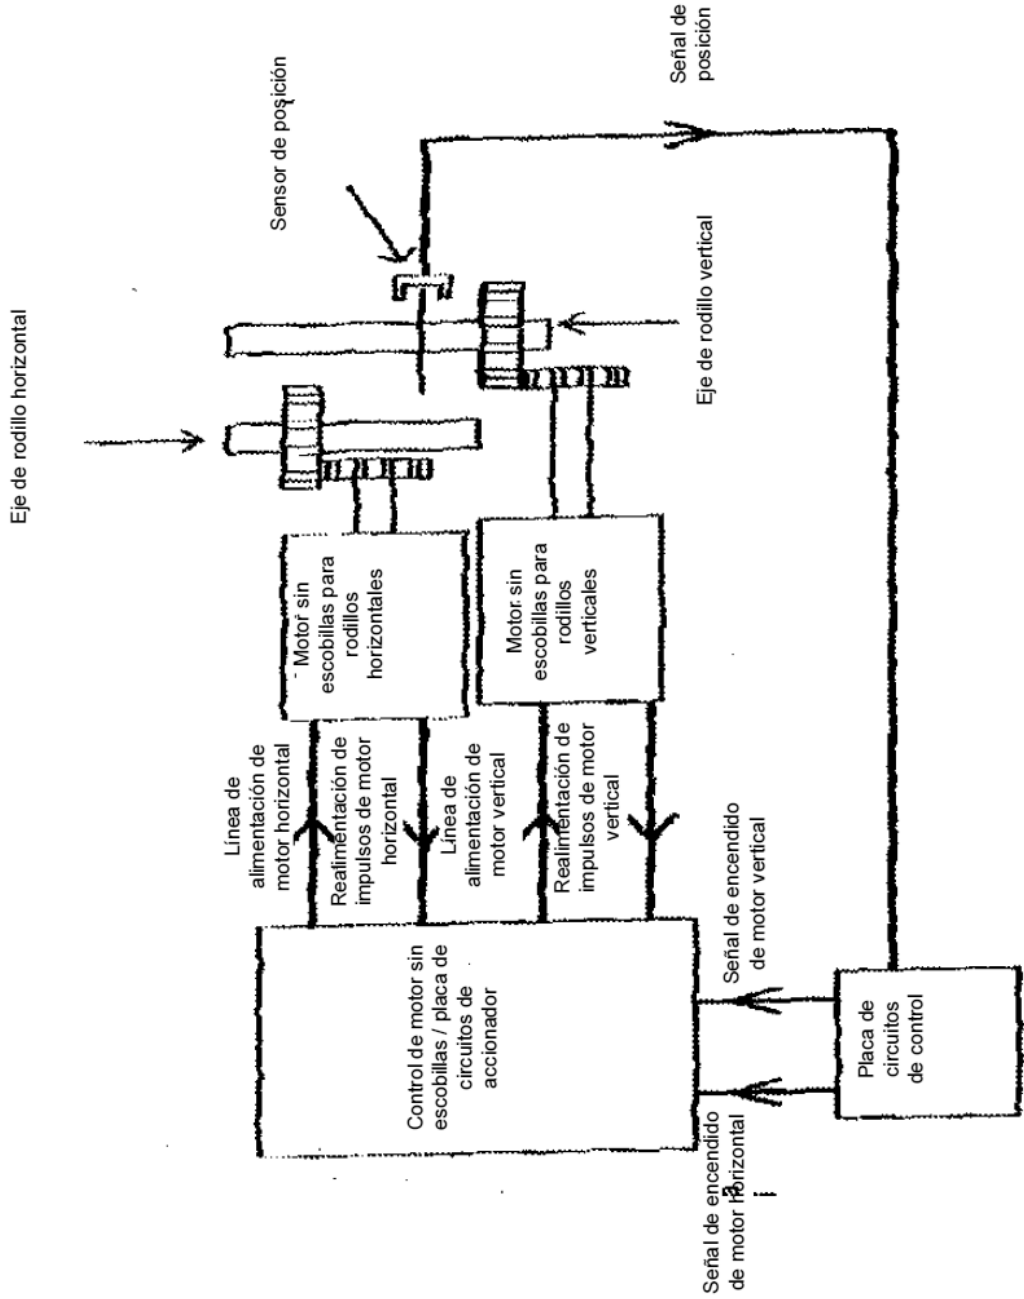 Eje de rodillo horizontal
Sensor de posición
Señal de
posición
Eje de rodillo vertical
Motor sin
escobillas para
rodillos
horizontales
Motor sin
escobillas para
rodillos
verticales
Línea de
alimentación de
motor horizontal
Realimentación de
impulsos de motor
horizontal
Línea de
alimentación de
motor vertical
Realimentación de
impulsos de motor
vertical
Control de motor sin
escobillas / placa de
circuitos de
accionador
Señal de encendido
de motor vertical
Señal de encendido
de motor horizontal
Placa de
circuitos
de control